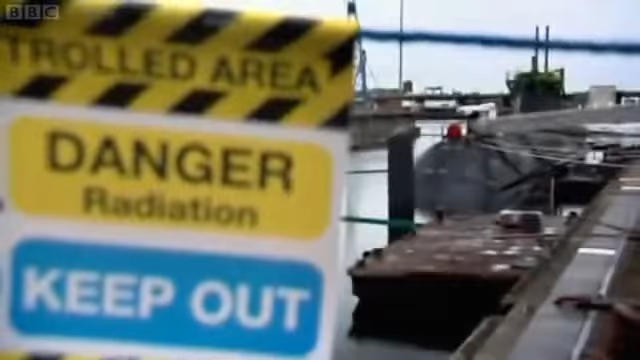 BBC
TROLLED AREA
DANGER
Radiation
KEEP OUT